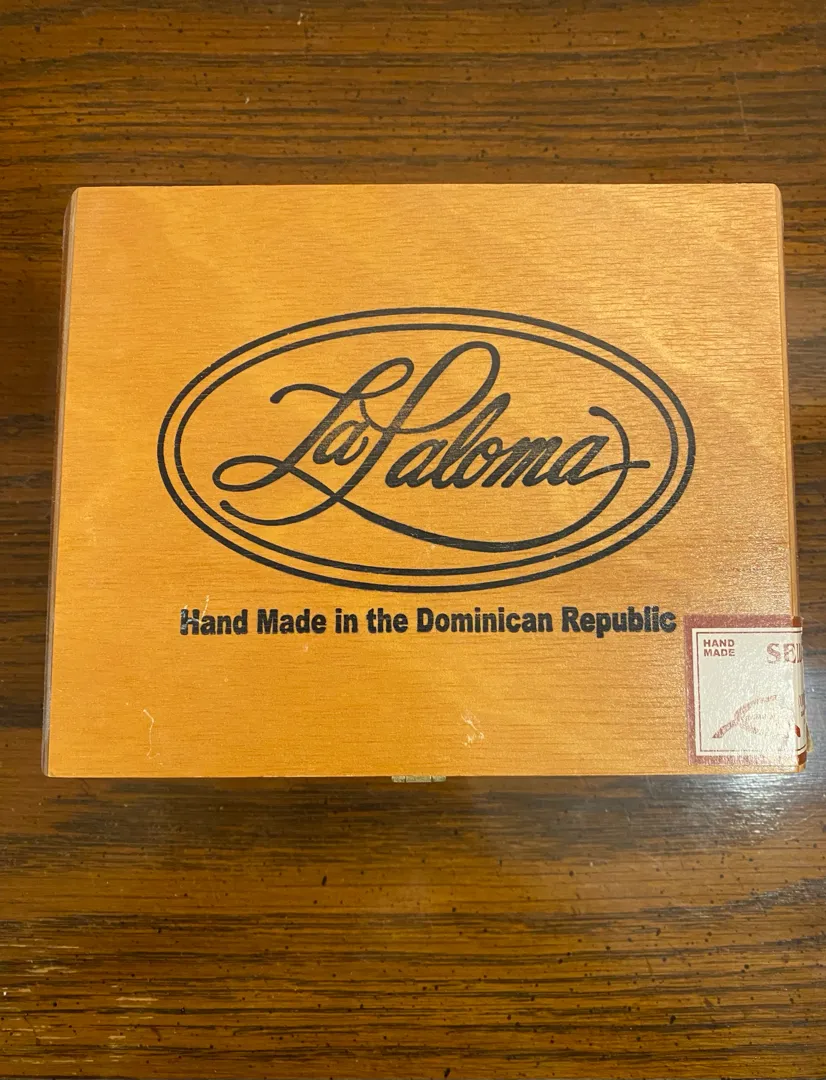 La Paloma
Hand Made in the Dominican Republic
HAND
MADE